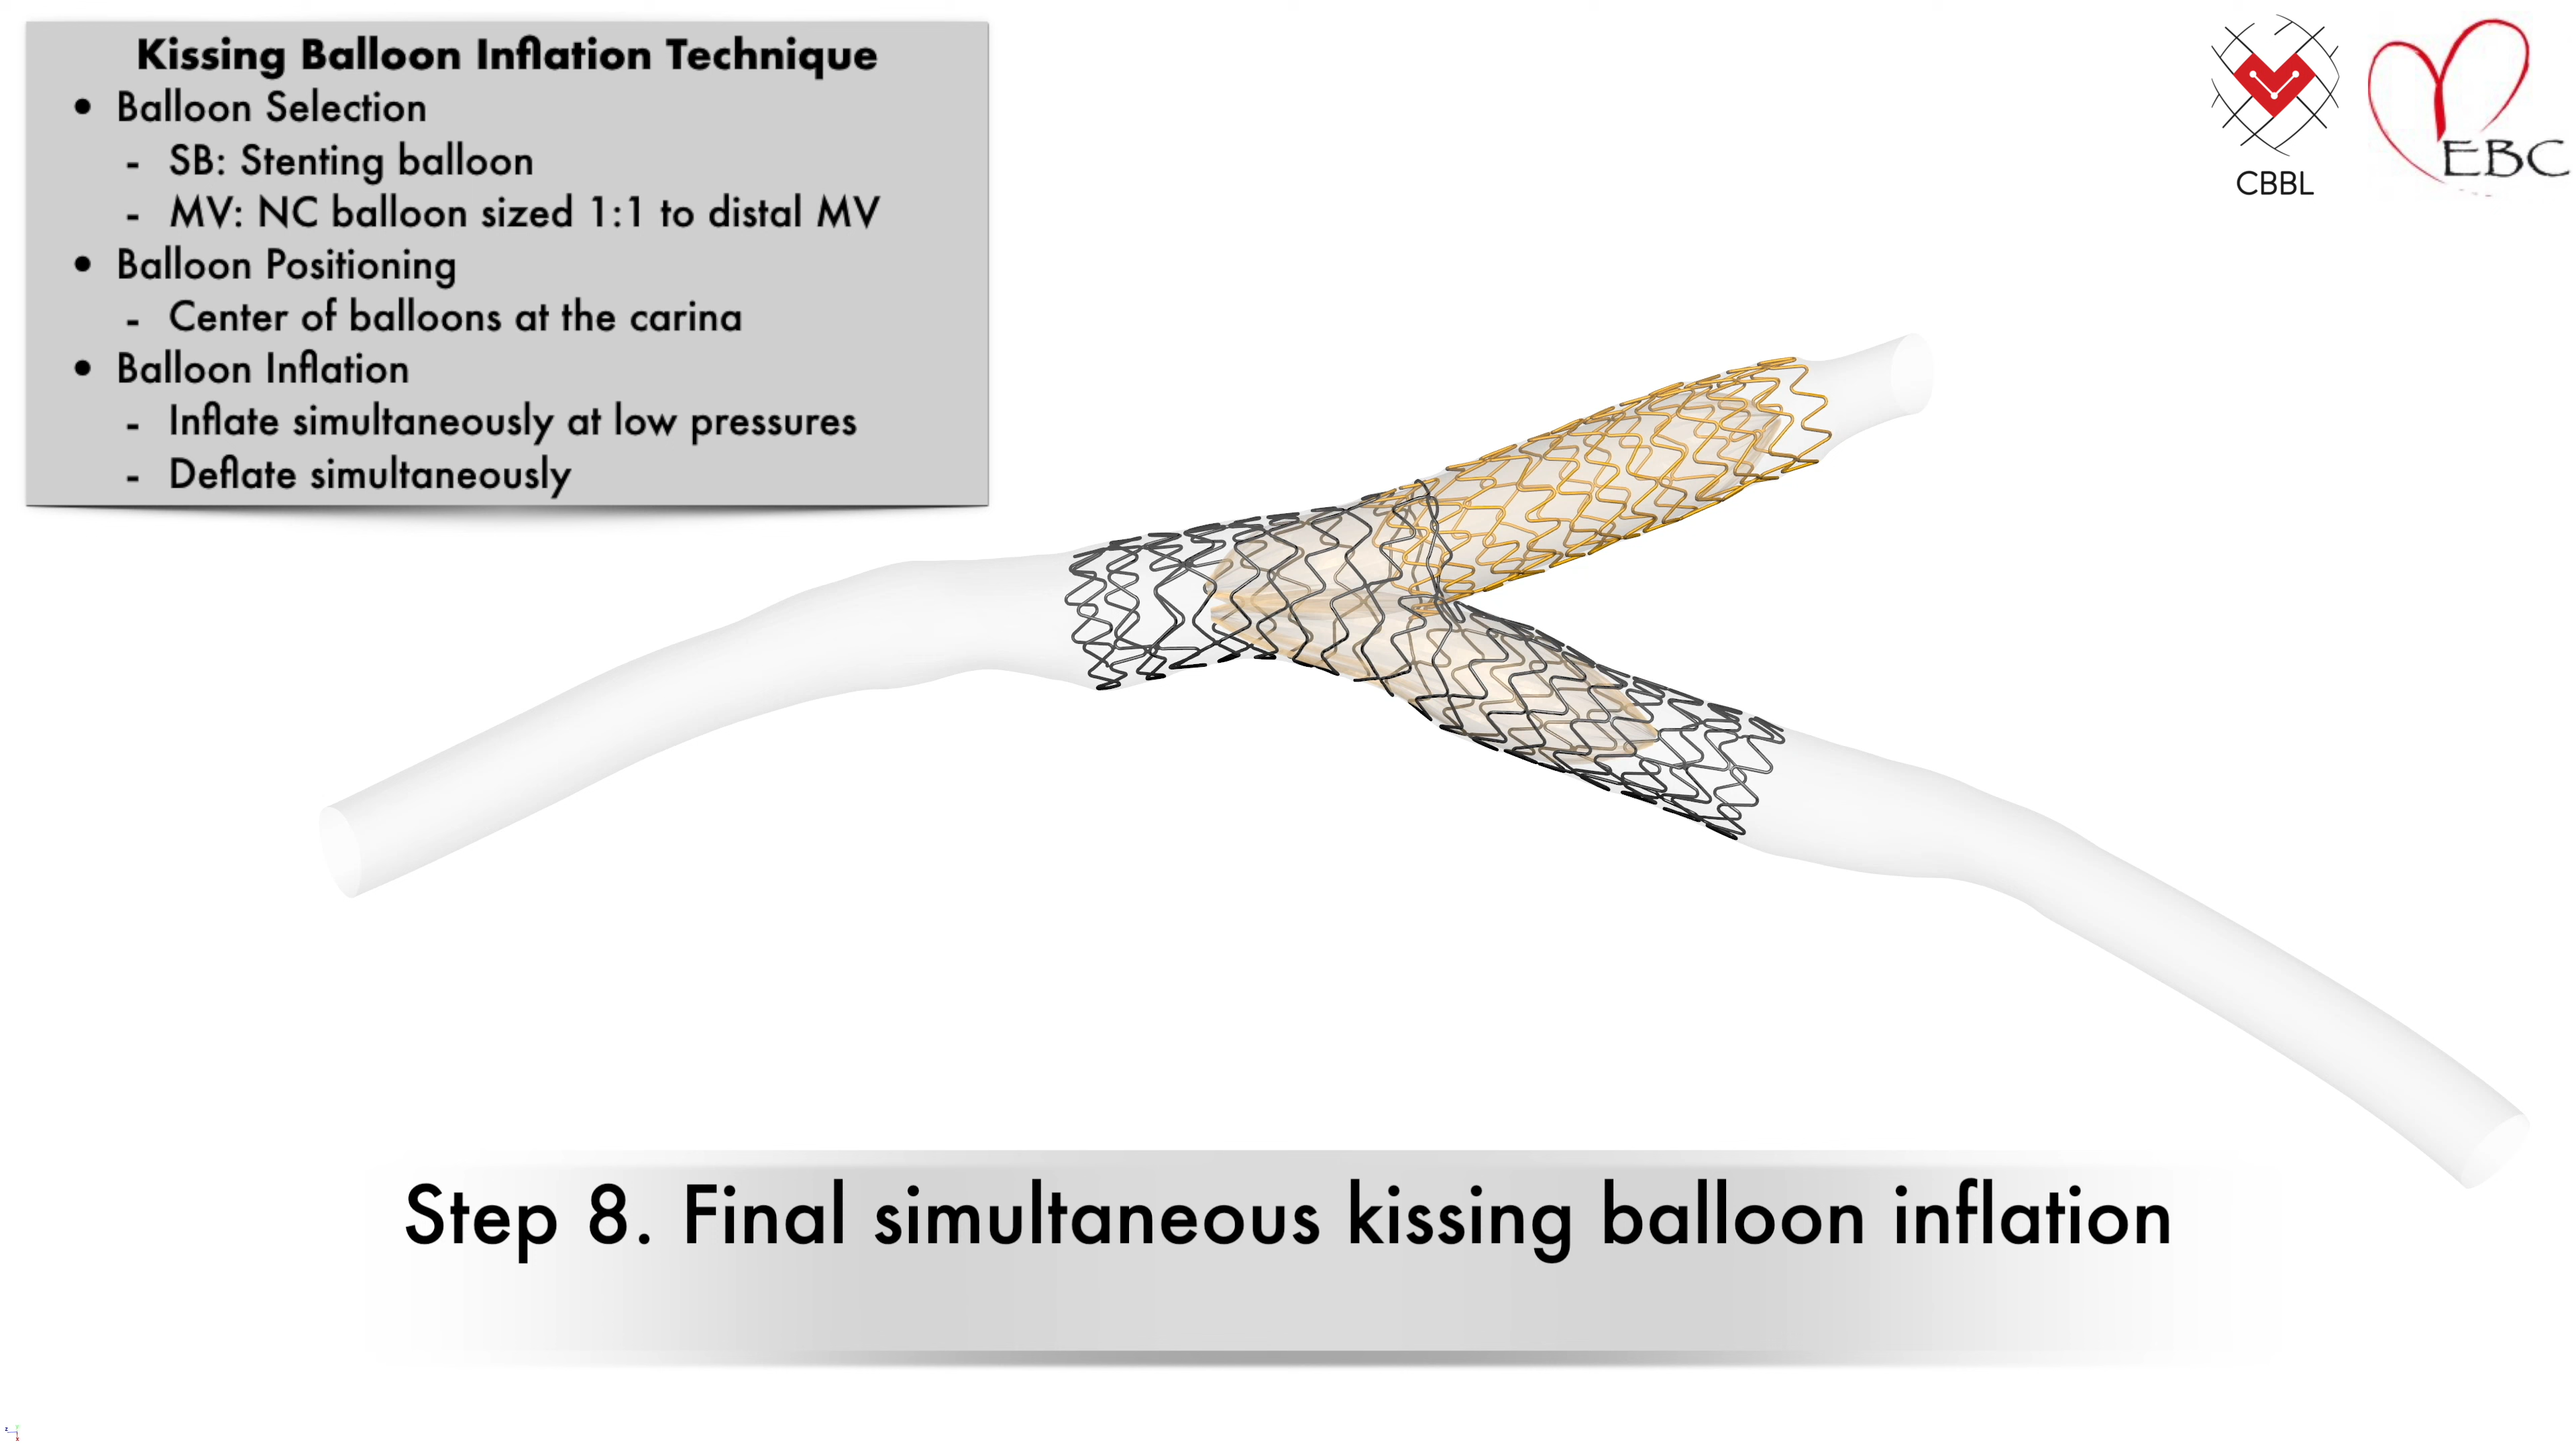 Kissing Balloon Inflation Technique
• Balloon Selection
- SB: Stenting balloon
- MV: NC balloon sized 1:1 to distal MV
• Balloon Positioning
- Center of balloons at the carina
• Balloon Inflation
- Inflate simultaneously at low pressures
- Deflate simultaneously
CBBL
EBC
Step 8. Final simultaneous kissing balloon inflation